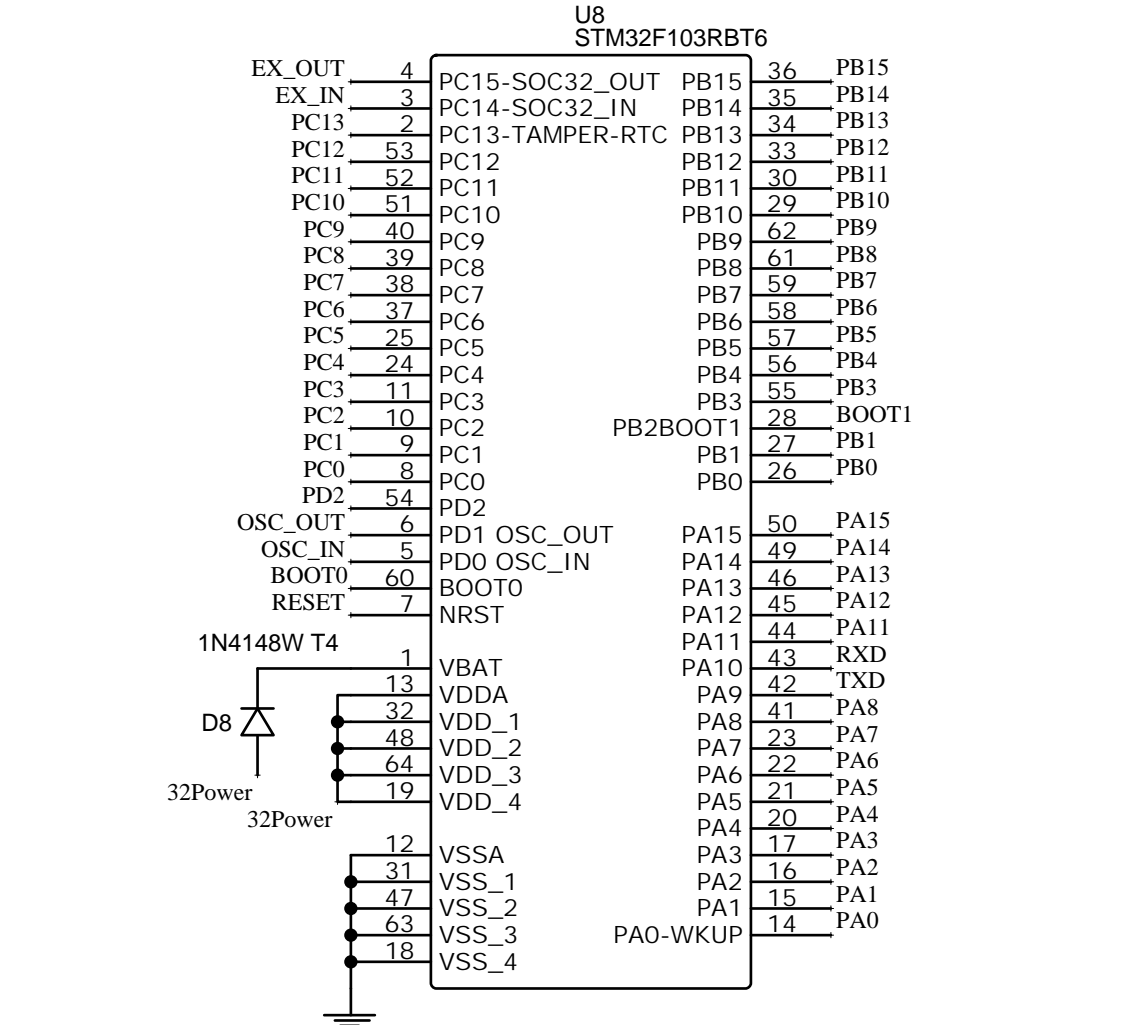 U8
STM32F103RBT6
EX_OUT 4 PC15-SOC32_OUT PB15 36 PB15
EX_IN 3 PC14-SOC32_IN PB14 35 PB14
PC13 2 PC13-TAMPER-RTC PB13 34 PB13
PC12 53 PC12 PB12 33 PB12
PC11 52 PC11 PB11 30 PB11
PC10 51 PC10 PB10 29 PB10
PC9 40 PC9 PB9 62 PB9
PC8 39 PC8 PB8 61 PB8
PC7 38 PC7 PB7 59 PB7
PC6 37 PC6 PB6 58 PB6
PC5 25 PC5 PB5 57 PB5
PC4 24 PC4 PB4 56 PB4
PC3 11 PC3 PB3 55 PB3
PC2 10 PC2 PB2BOOT1 28 BOOT1
PC1 9 PC1 PB1 27 PB1
PC0 8 PC0 PB0 26 PB0
PD2 54 PD2
OSC_OUT 6 PD1 OSC_OUT PA15 50 PA15
OSC_IN 5 PD0 OSC_IN PA14 49 PA14
BOOT0 60 BOOT0 PA13 46 PA13
RESET 7 NRST PA12 45 PA12
1N4148W T4 PA11 44 PA11
1 VBAT PA10 43 RXD
13 VDDA PA9 42 TXD
D8 32 VDD_1 PA8 41 PA8
48 VDD_2 PA7 23 PA7
64 VDD_3 PA6 22 PA6
32Power 19 VDD_4 PA5 21 PA5
32Power PA4 20 PA4
12 VSSA PA3 17 PA3
31 VSS_1 PA2 16 PA2
47 VSS_2 PA1 15 PA1
63 VSS_3 PA0-WKUP 14 PA0
18 VSS_4